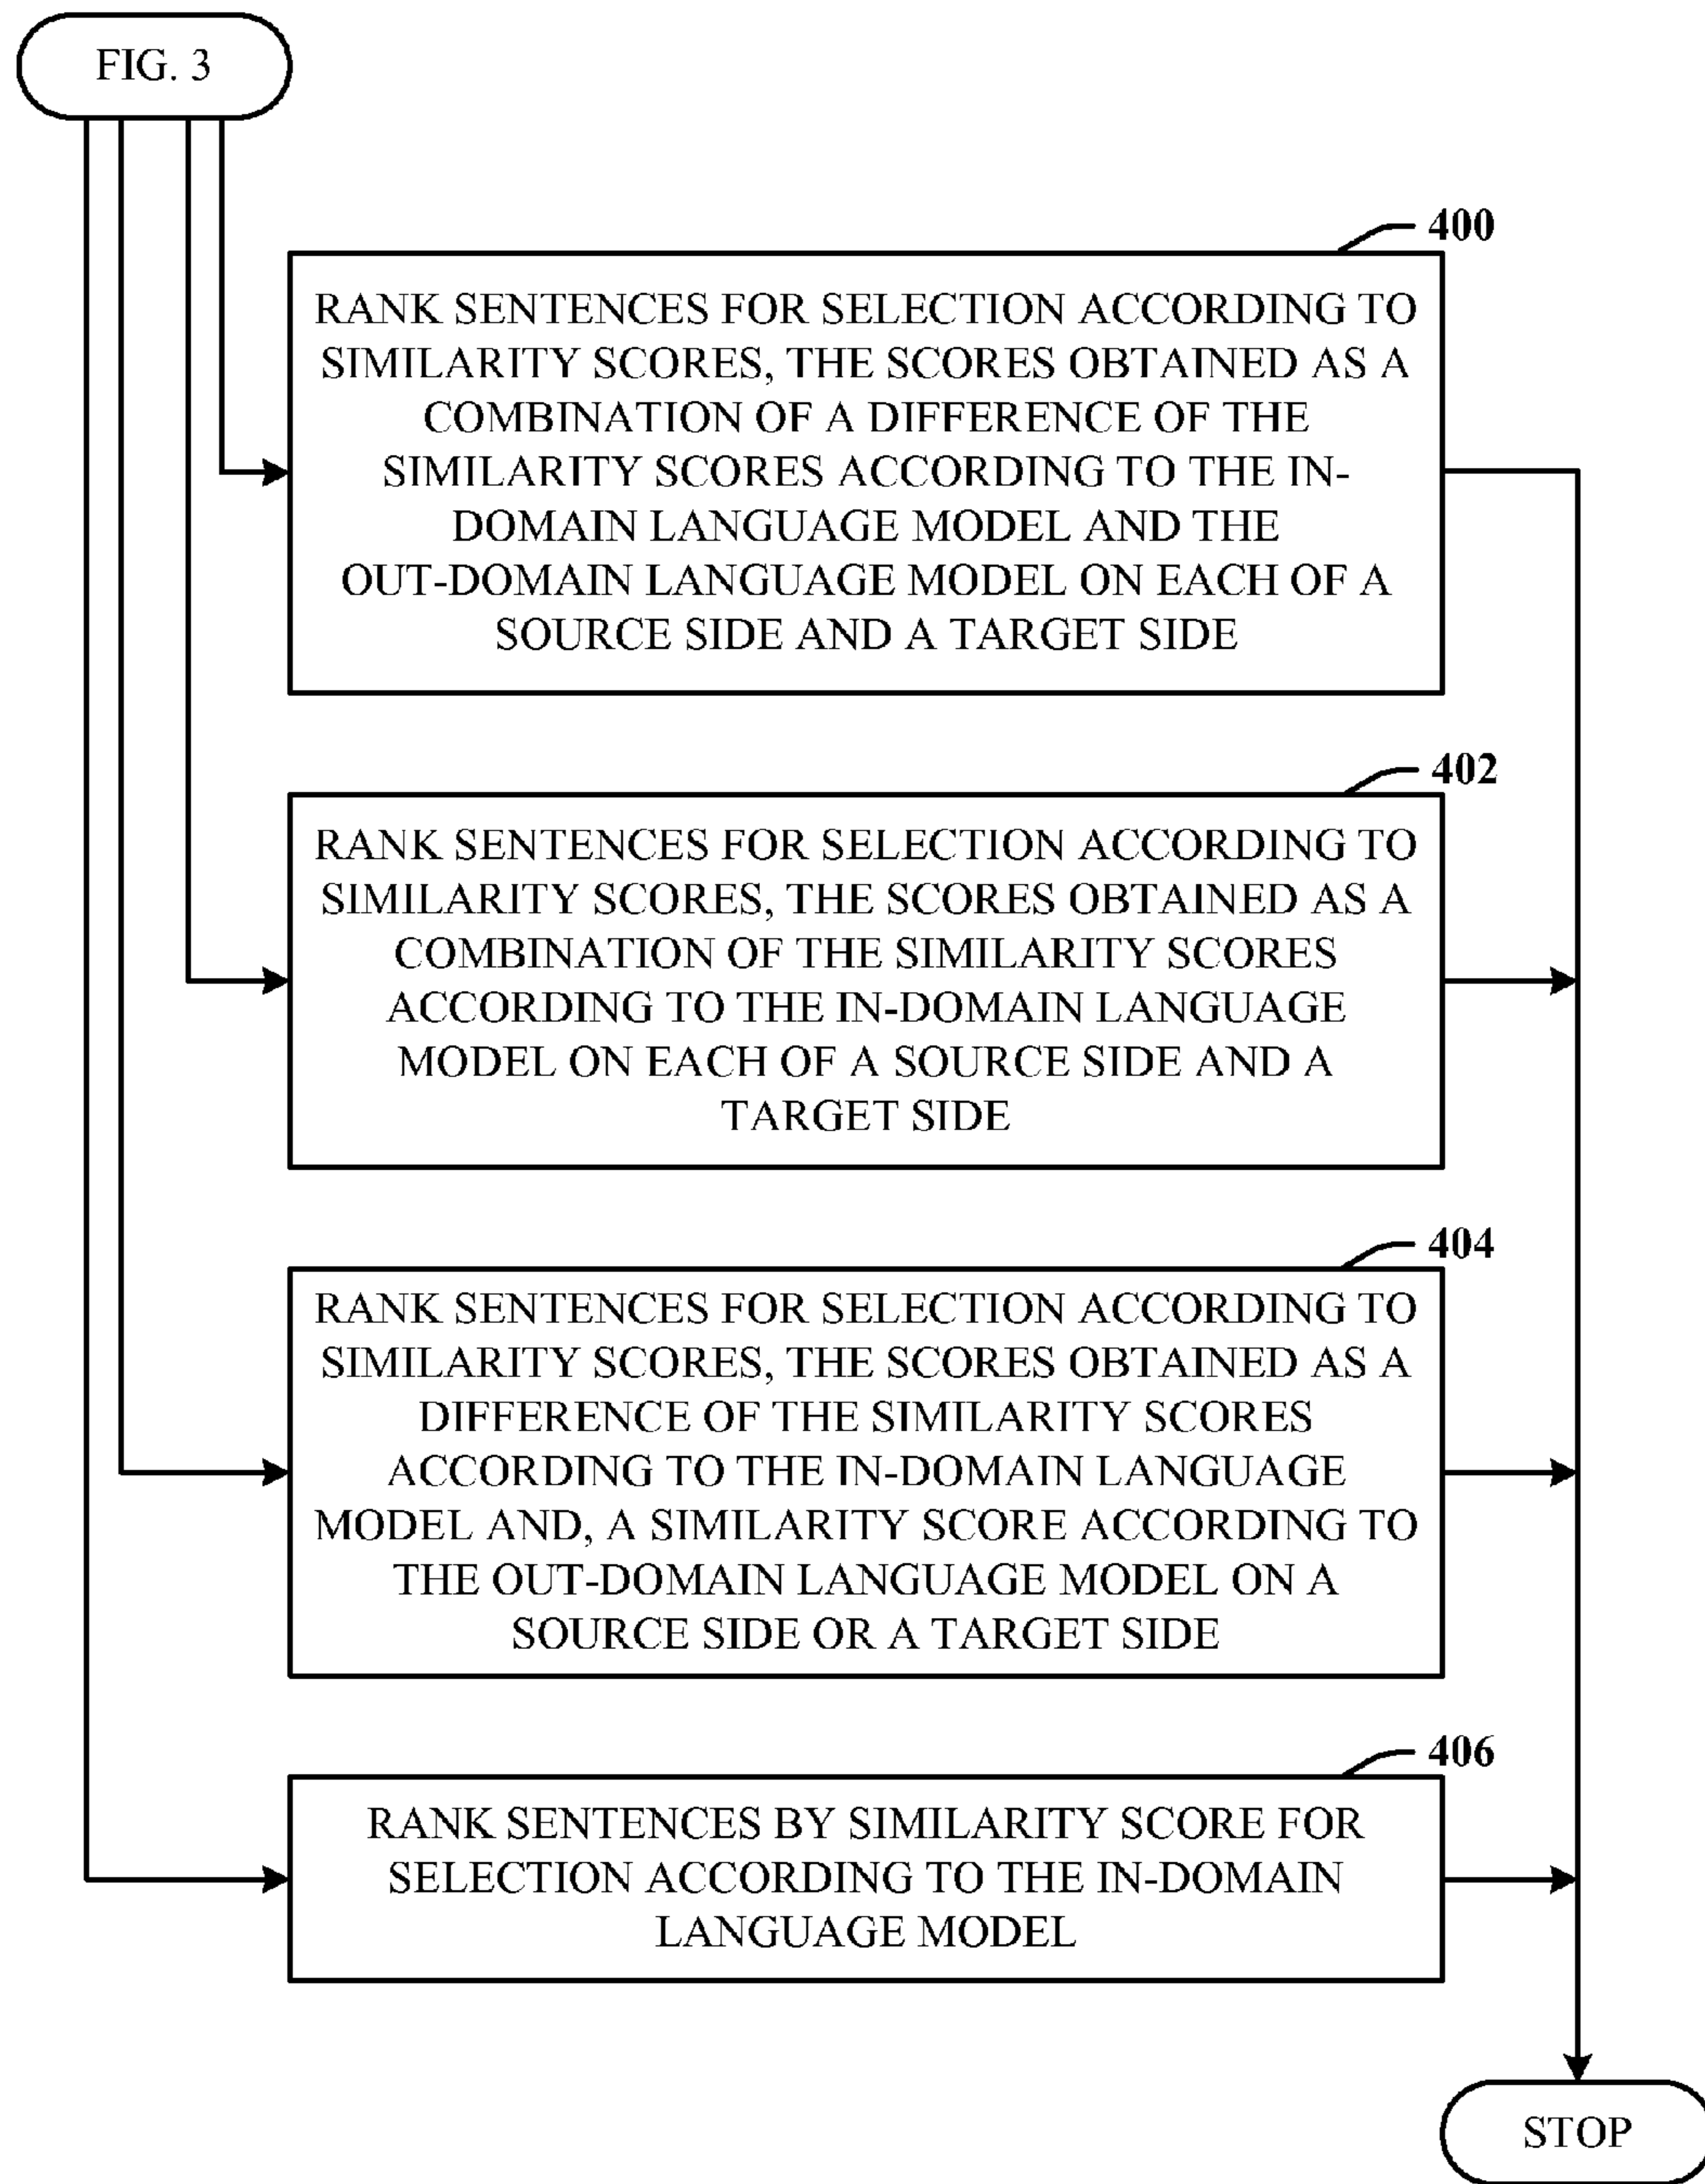 FIG. 3
400
RANK SENTENCES FOR SELECTION ACCORDING TO
SIMILARITY SCORES, THE SCORES OBTAINED AS A
COMBINATION OF A DIFFERENCE OF THE
SIMILARITY SCORES ACCORDING TO THE IN-
DOMAIN LANGUAGE MODEL AND THE
OUT-DOMAIN LANGUAGE MODEL ON EACH OF A
SOURCE SIDE AND A TARGET SIDE
402
RANK SENTENCES FOR SELECTION ACCORDING TO
SIMILARITY SCORES, THE SCORES OBTAINED AS A
COMBINATION OF THE SIMILARITY SCORES
ACCORDING TO THE IN-DOMAIN LANGUAGE
MODEL ON EACH OF A SOURCE SIDE AND A
TARGET SIDE
404
RANK SENTENCES FOR SELECTION ACCORDING TO
SIMILARITY SCORES, THE SCORES OBTAINED AS A
DIFFERENCE OF THE SIMILARITY SCORES
ACCORDING TO THE IN-DOMAIN LANGUAGE
MODEL AND, A SIMILARITY SCORE ACCORDING TO
THE OUT-DOMAIN LANGUAGE MODEL ON A
SOURCE SIDE OR A TARGET SIDE
406
RANK SENTENCES BY SIMILARITY SCORE FOR
SELECTION ACCORDING TO THE IN-DOMAIN
LANGUAGE MODEL
STOP